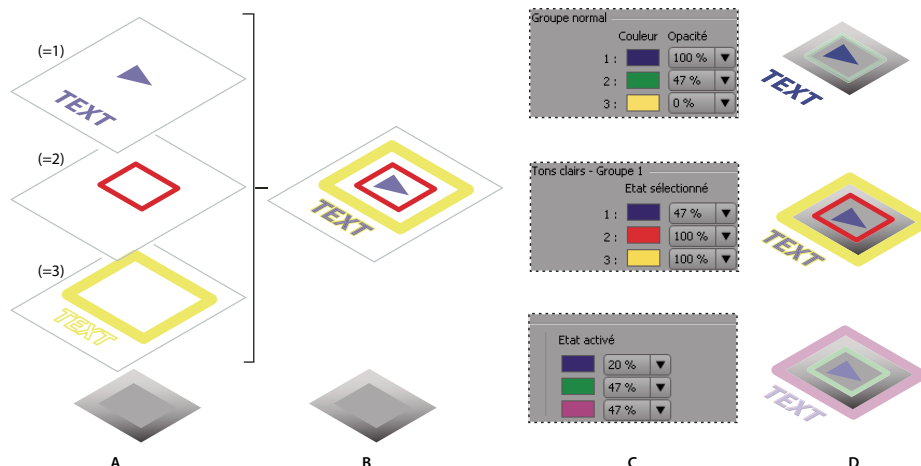 (=1)
TEXT
(=2)
(=3)
TEXT
TEXT
Groupe normal
Couleur Opacité
1 : 100 %
2 : 47 %
3 : 0 %
TEXT
Tons clairs - Groupe 1
Etat sélectionné
1 : 47 %
2 : 100 %
3 : 100 %
TEXT
Etat activé
20 %
47 %
47 %
TEXT
A B C D